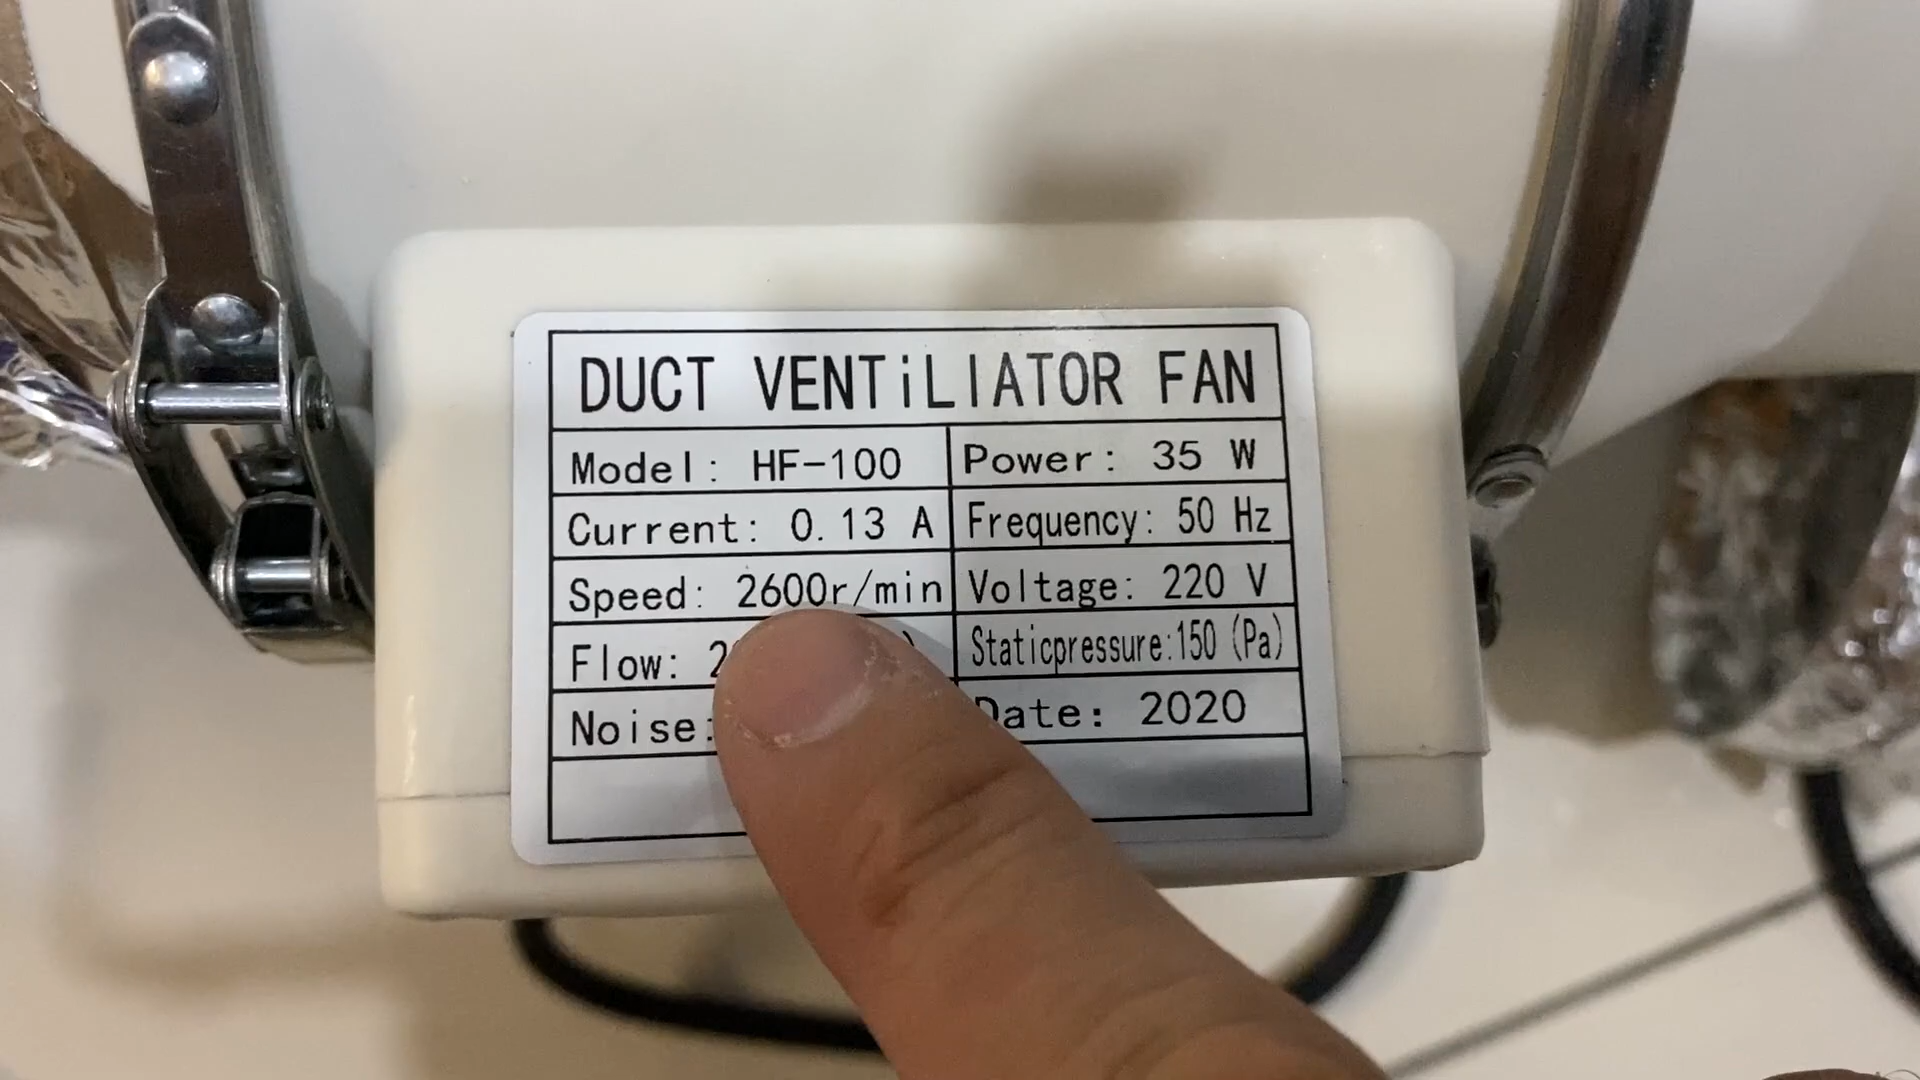 DUCT VENTiLIATOR FAN
Model: HF-100 Power: 35 W
Current: 0.13 A Frequency: 50 Hz
Speed: 2600r/min Voltage: 220 V
Flow: Staticpressure:150 (Pa)
Noise: Date: 2020